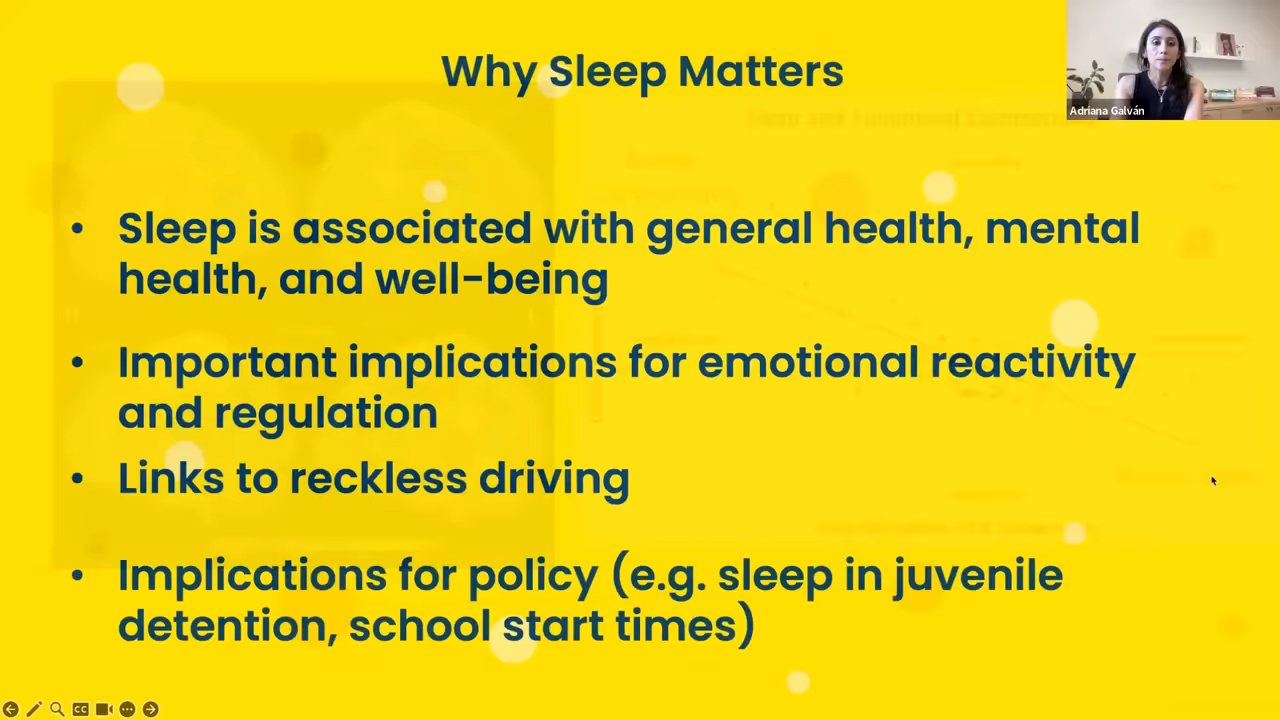 Why Sleep Matters
Adriana Galván
• Sleep is associated with general health, mental
health, and well-being
• Important implications for emotional reactivity
and regulation
• Links to reckless driving
• Implications for policy (e.g. sleep in juvenile
detention, school start times)
CC